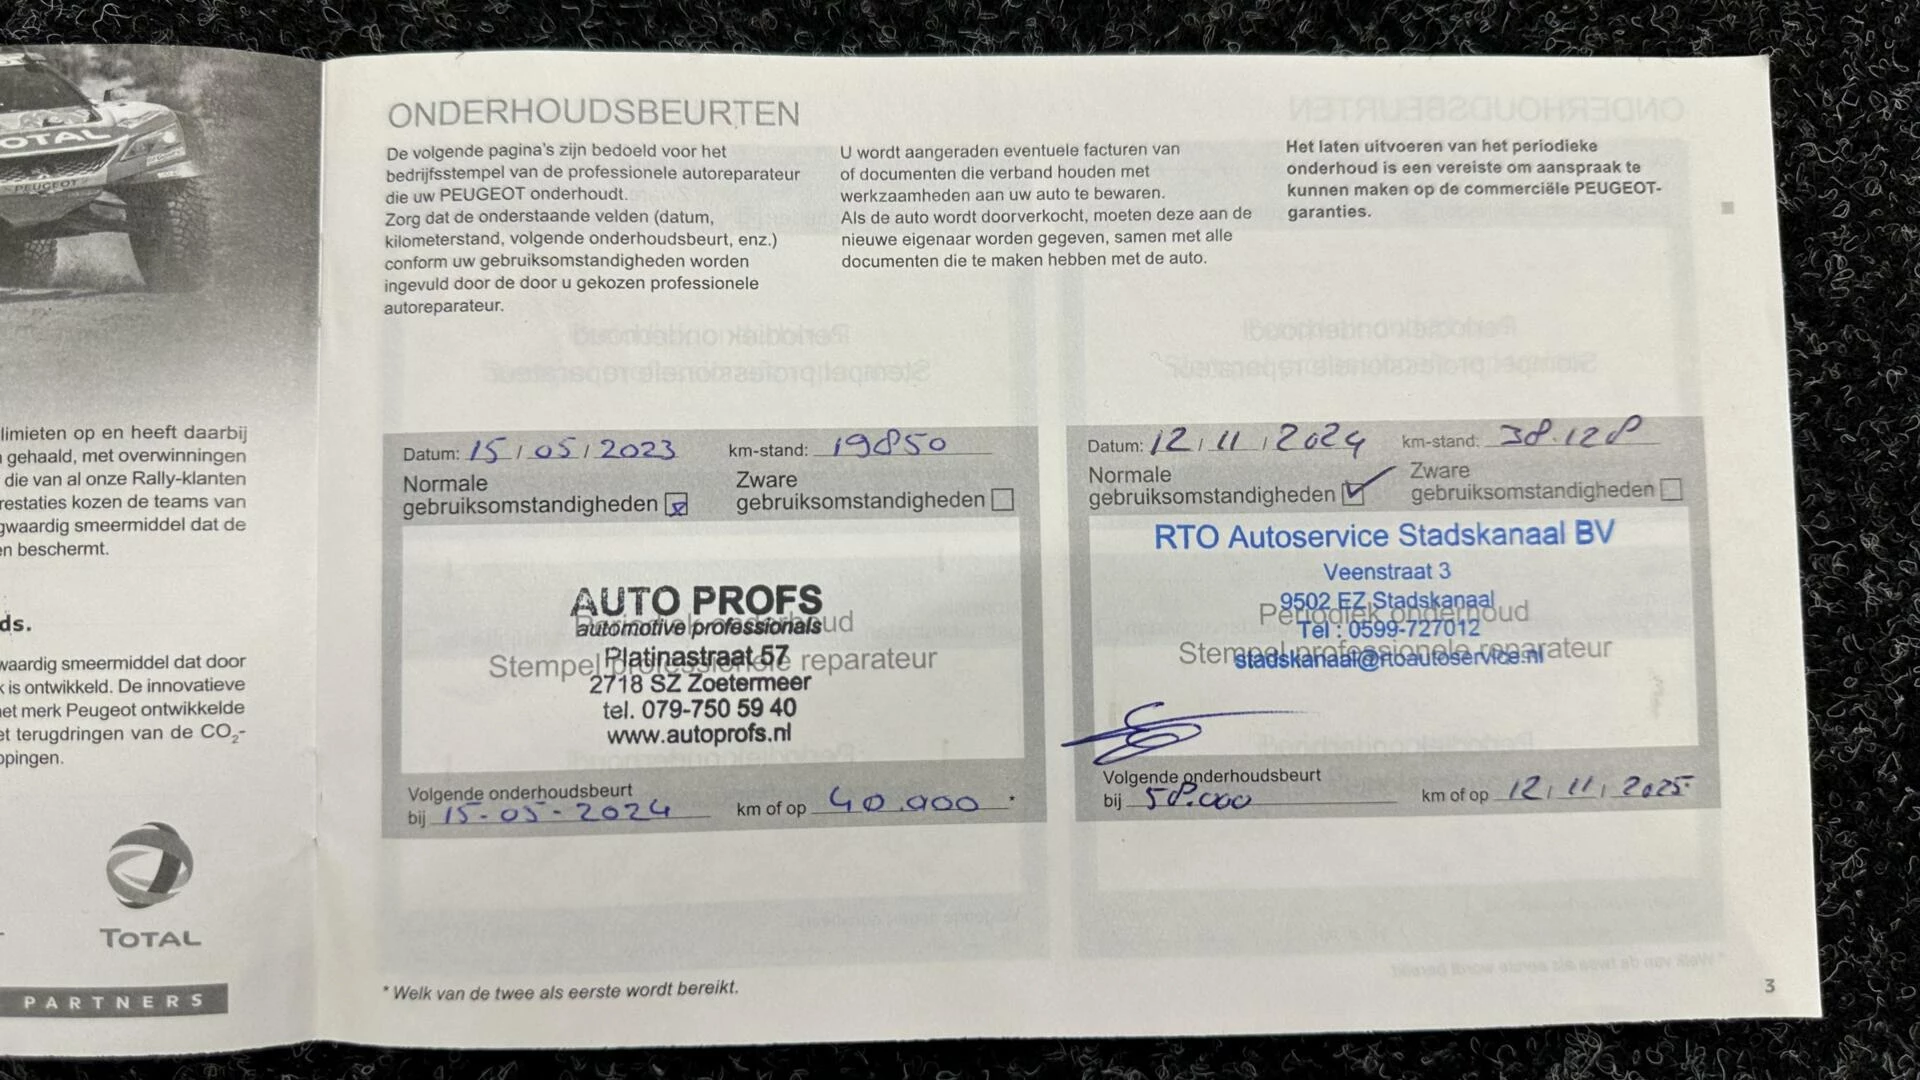 TOTAL
PEUGEOT
limieten op en heeft daarbij
gehaald, met overwinningen
die van al onze Rally-klanten
restaties kozen de teams van
gwaardig smeermiddel dat de
en beschermt.
ds.
waardig smeermiddel dat door
k is ontwikkeld. De innovatieve
net merk Peugeot ontwikkelde
et terugdringen van de CO₂-
ppingen.
TOTAL
PARTNERS
ONDERHOUDSBEURTEN
De volgende pagina's zijn bedoeld voor het
bedrijfsstempel van de professionele autoreparateur
die uw PEUGEOT onderhoudt.
Zorg dat de onderstaande velden (datum,
kilometerstand, volgende onderhoudsbeurt, enz.)
conform uw gebruiksomstandigheden worden
ingevuld door de door u gekozen professionele
autoreparateur.
U wordt aangeraden eventuele facturen van
of documenten die verband houden met
werkzaamheden aan uw auto te bewaren.
Als de auto wordt doorverkocht, moeten deze aan de
nieuwe eigenaar worden gegeven, samen met alle
documenten die te maken hebben met de auto.
Het laten uitvoeren van het periodieke
onderhoud is een vereiste om aanspraak te
kunnen maken op de commerciële PEUGEOT-
garanties.
Datum: 15/05/2023 km-stand: 19850
Normale Zware
gebruiksomstandigheden gebruiksomstandigheden
AUTO PROFS
Periodiek onderhoud
automotive professionals
Stempel professionele reparateur
Platinastraat 57
2718 SZ Zoetermeer
tel. 079-750 59 40
www.autoprofs.nl
Volgende onderhoudsbeurt
bij 15-05-2024 km of op 40.000 *
Datum: 12/11/2024 km-stand: 38.128
Normale Zware
gebruiksomstandigheden gebruiksomstandigheden
RTO Autoservice Stadskanaal BV
Veenstraat 3
9502 EZ Stadskanaal
Periodiek onderhoud
Tel : 0599-727012
Stempel professionele reparateur
stadskanaal@rtoautoservice.nl
Volgende onderhoudsbeurt
bij 58.000 km of op 12/11/2025
* Welk van de twee als eerste wordt bereikt.
3